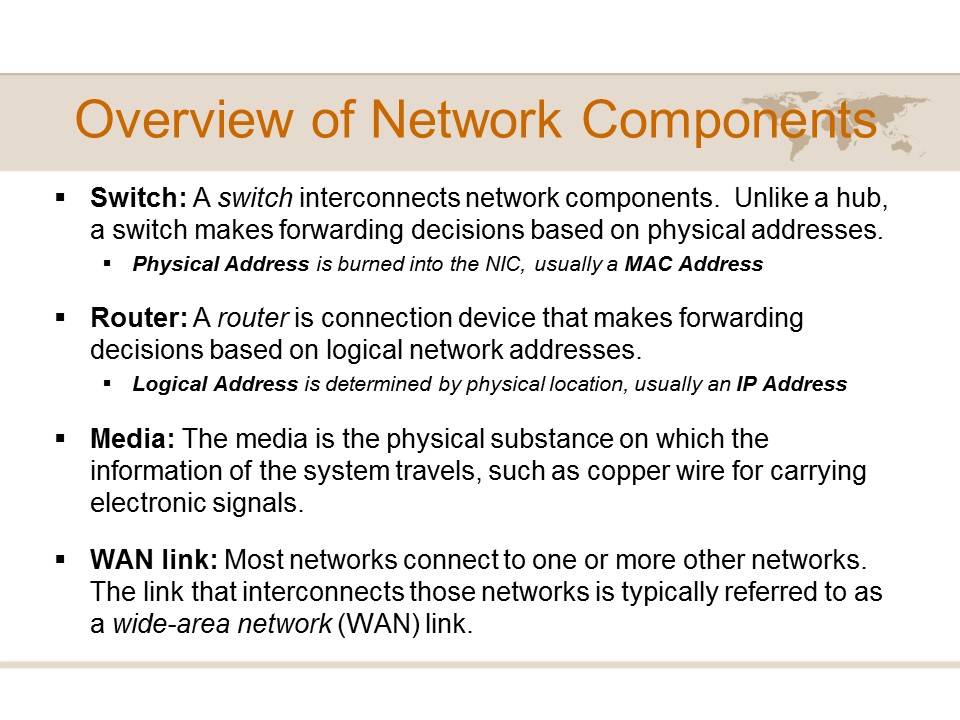 Overview of Network Components
▪ Switch: A switch interconnects network components.  Unlike a hub,
a switch makes forwarding decisions based on physical addresses.
▪ Physical Address is burned into the NIC, usually a MAC Address
▪ Router: A router is connection device that makes forwarding
decisions based on logical network addresses.
▪ Logical Address is determined by physical location, usually an IP Address
▪ Media: The media is the physical substance on which the
information of the system travels, such as copper wire for carrying
electronic signals.
▪ WAN link: Most networks connect to one or more other networks.
The link that interconnects those networks is typically referred to as
a wide-area network (WAN) link.